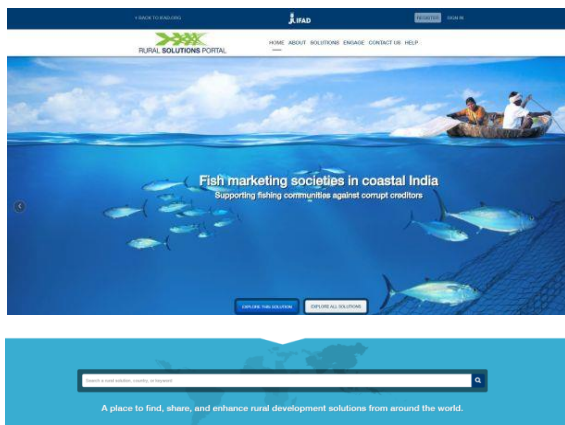 < BACK TO IFAD.ORG
IFAD
REGISTER SIGN IN
RURAL SOLUTIONS PORTAL
HOME ABOUT SOLUTIONS ENGAGE CONTACT US HELP
Fish marketing societies in coastal India
Supporting fishing communities against corrupt creditors
EXPLORE THIS SOLUTION EXPLORE ALL SOLUTIONS
Search a rural solution, country, or keyword
A place to find, share, and enhance rural development solutions from around the world.